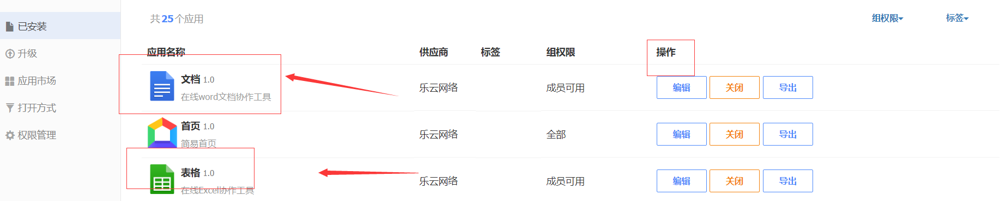 已安装
升级
应用市场
打开方式
权限管理
共25个应用
组权限
标签
应用名称 供应商 标签 组权限 操作
文档 1.0
在线word文档协作工具
乐云网络 成员可用 编辑 关闭 导出
首页 1.0
简易首页
乐云网络 全部 编辑 关闭 导出
表格 1.0
在线Excel协作工具
乐云网络 成员可用 编辑 关闭 导出